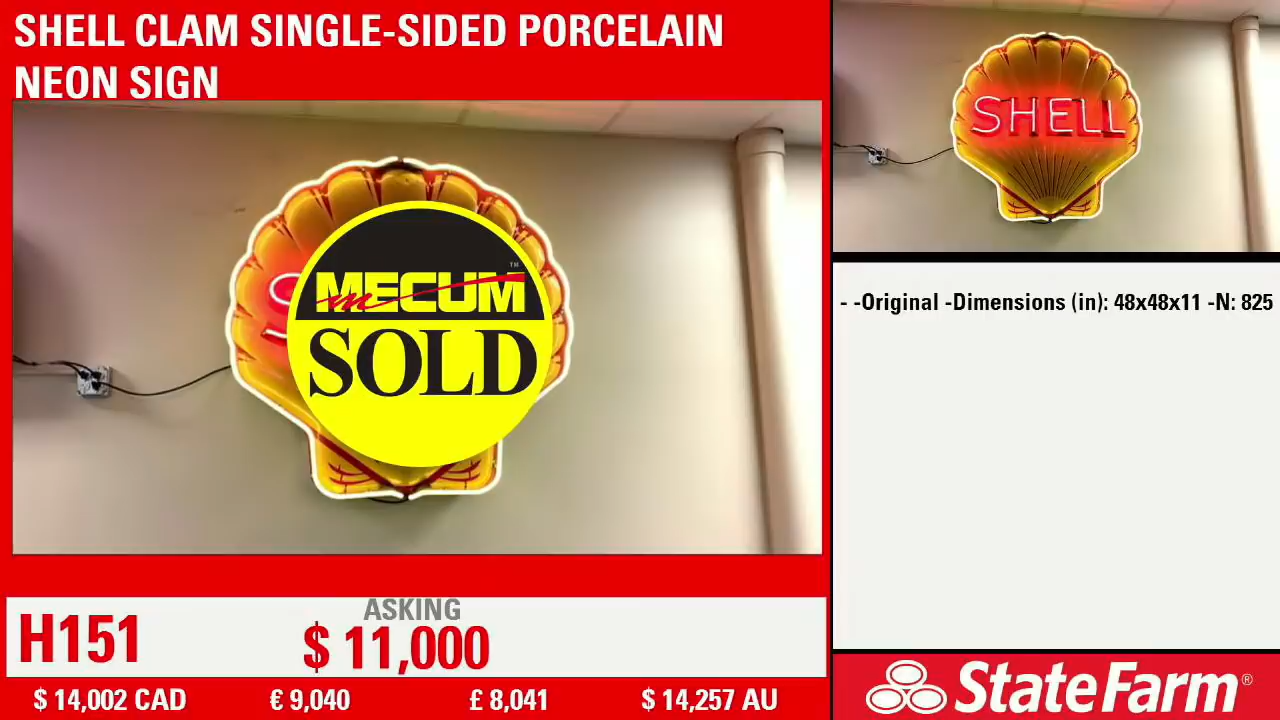 SHELL CLAM SINGLE-SIDED PORCELAIN
NEON SIGN
S
MECUM™
SOLD
SHELL
- -Original -Dimensions (in): 48x48x11 -N: 825
H151
ASKING
$ 11,000
$ 14,002 CAD
€ 9,040
£ 8,041
$ 14,257 AU
StateFarm®